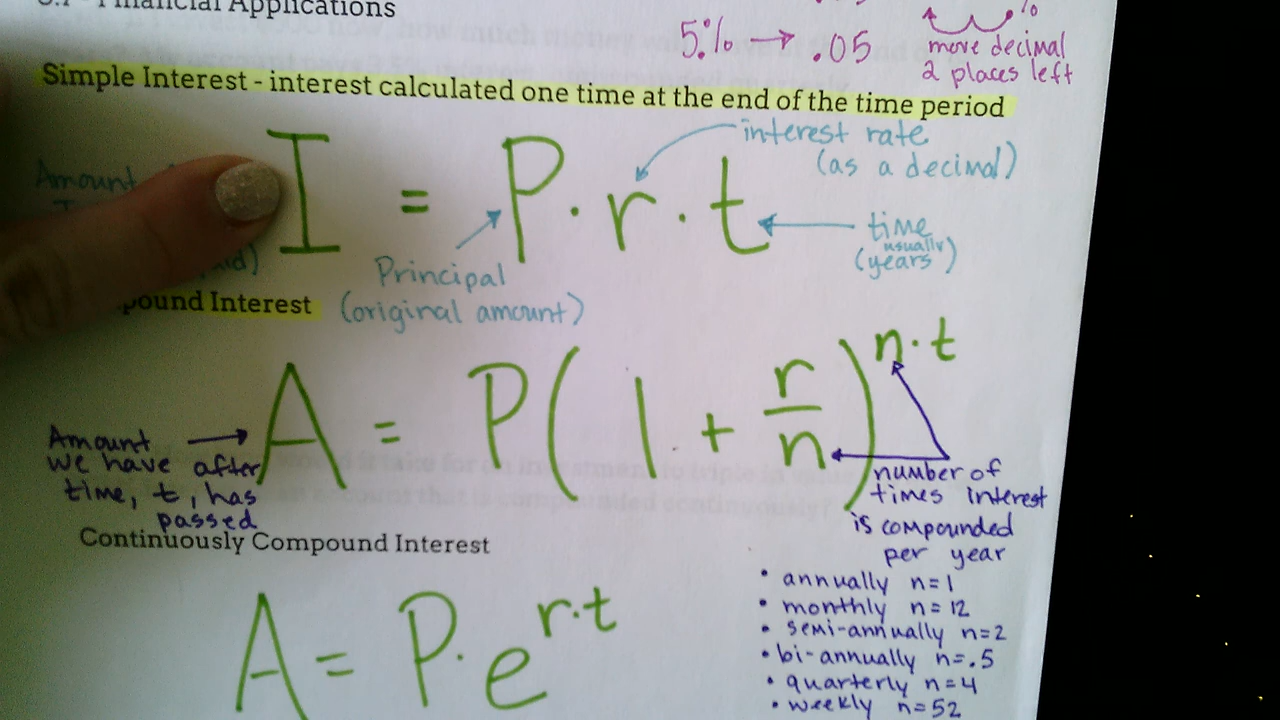 Financial Applications
5% → .05
move decimal
2 places left
Simple Interest - interest calculated one time at the end of the time period
Amount
I = P · r · t
interest rate
(as a decimal)
time
usually
(years)
Principal
(original amount)
Interest
A = P(1 + r/n)^n·t
Amount
we have after
time, t, has
passed
number of
times interest
is compounded
per year
Continuously Compound Interest
A = P·e^r·t
• annually n=1
• monthly n=12
• semi-annually n=2
• bi-annually n=.5
• quarterly n=4
• weekly n=52